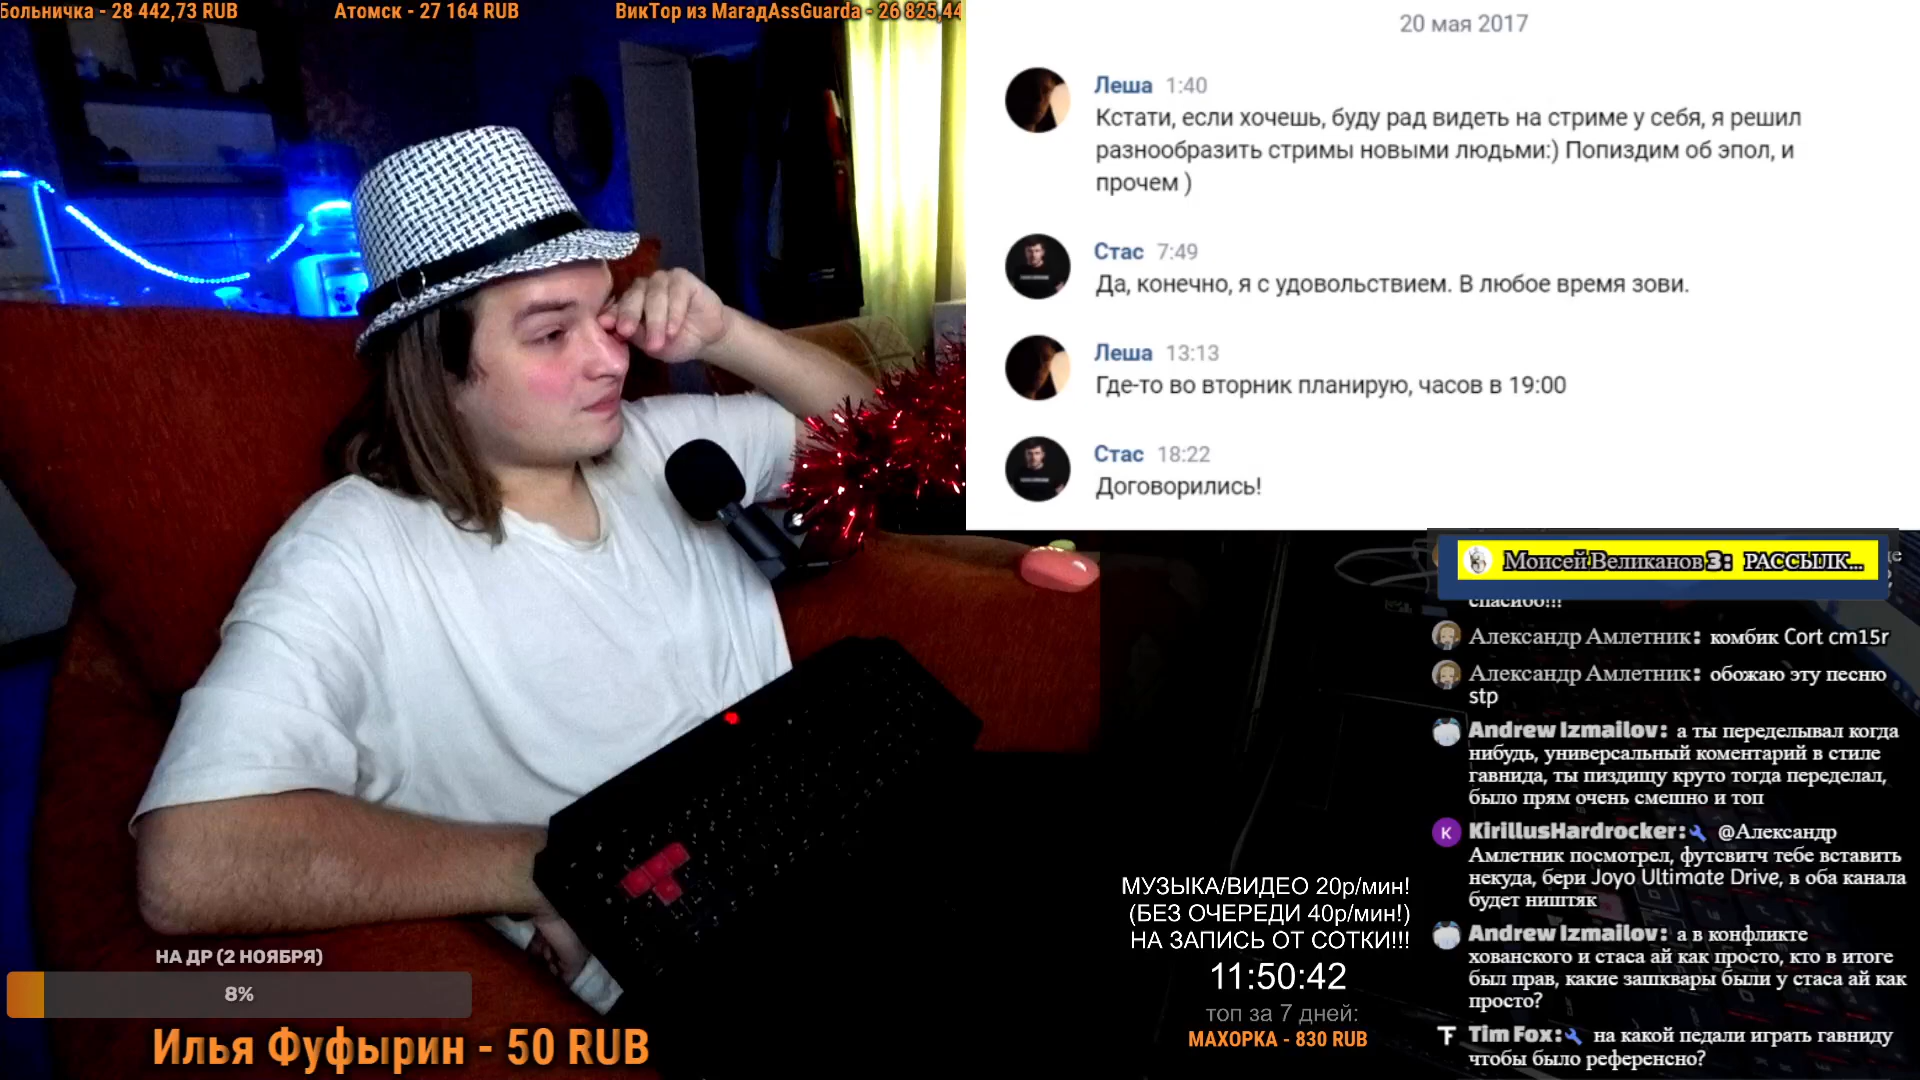 Больничка - 28 442,73 RUB
Атомск - 27 164 RUB
ВикТор из МагадAssGuarda - 26 825,44
20 мая 2017
Леша 1:40
Кстати, если хочешь, буду рад видеть на стриме у себя, я решил
разнообразить стримы новыми людьми:) Попиздим об эпол, и
прочем )
Стас 7:49
Да, конечно, я с удовольствием. В любое время зови.
Леша 13:13
Где-то во вторник планирую, часов в 19:00
Стас 18:22
Договорились!
Моисей Великанов 3: РАССЫЛК...
спасибо!!!
Александр Амлетник: комбик Cort cm15r
Александр Амлетник: обожаю эту песню
stp
Andrew Izmailov: а ты переделывал когда
нибудь, универсальный коментарий в стиле
гавнида, ты пиздищу круто тогда переделал,
было прям очень смешно и топ
K KirillusHardrocker: @Александр
Амлетник посмотрел, футсвитч тебе вставить
некуда, бери Joyo Ultimate Drive, в оба канала
будет ништяк
Andrew Izmailov: а в конфликте
хованского и стаса ай как просто, кто в итоге
был прав, какие зашквары были у стаса ай как
просто?
Tim Fox: на какой педали играть гавниду
чтобы было референсно?
МУЗЫКА/ВИДЕО 20р/мин!
(БЕЗ ОЧЕРЕДИ 40р/мин!)
НА ЗАПИСЬ ОТ СОТКИ!!!
11:50:42
топ за 7 дней:
МАХОРКА - 830 RUB
НА ДР (2 НОЯБРЯ)
8%
Илья Фуфырин - 50 RUB